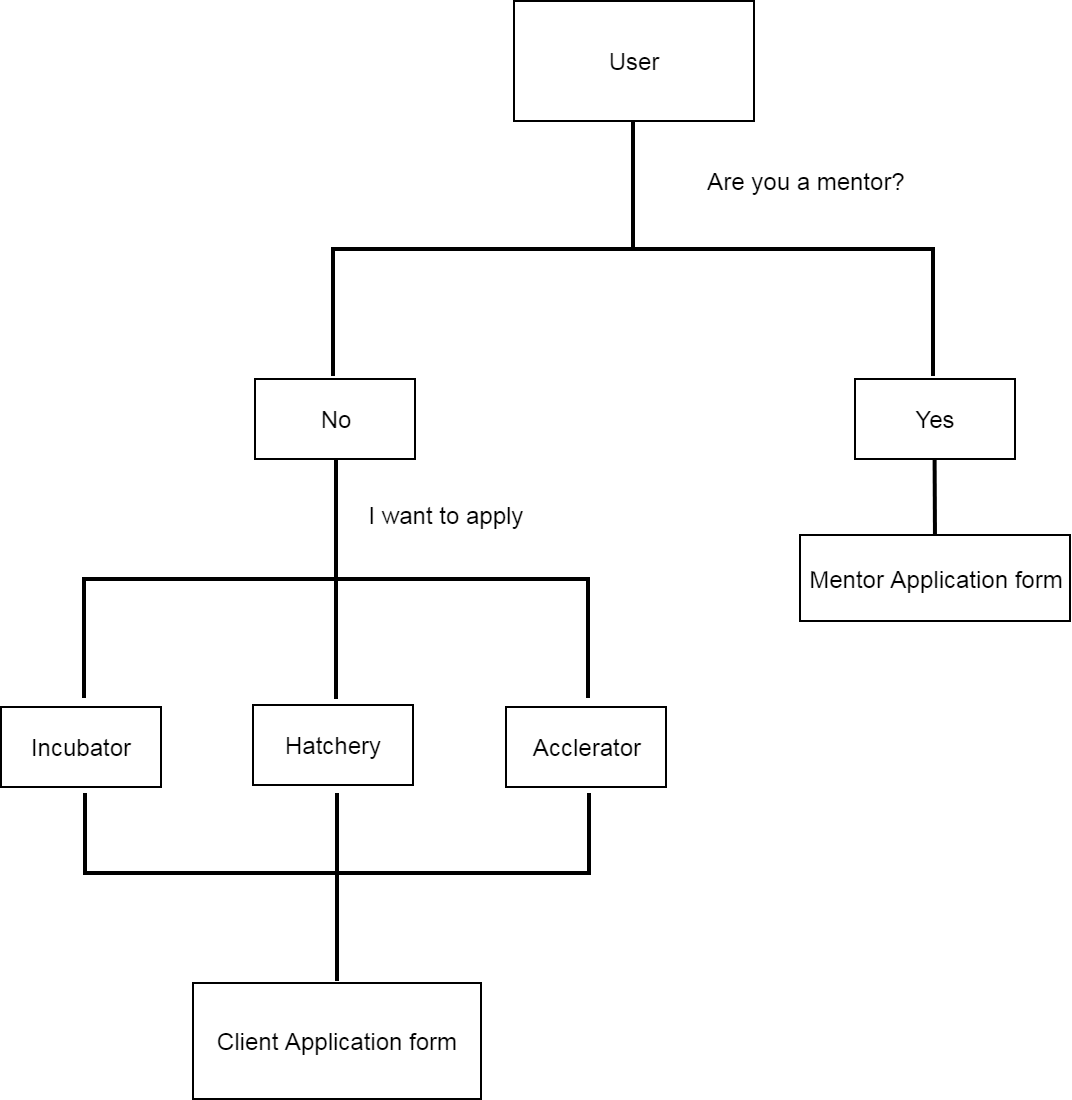 User
Are you a mentor?
No
Yes
I want to apply
Mentor Application form
Incubator
Hatchery
Acclerator
Client Application form